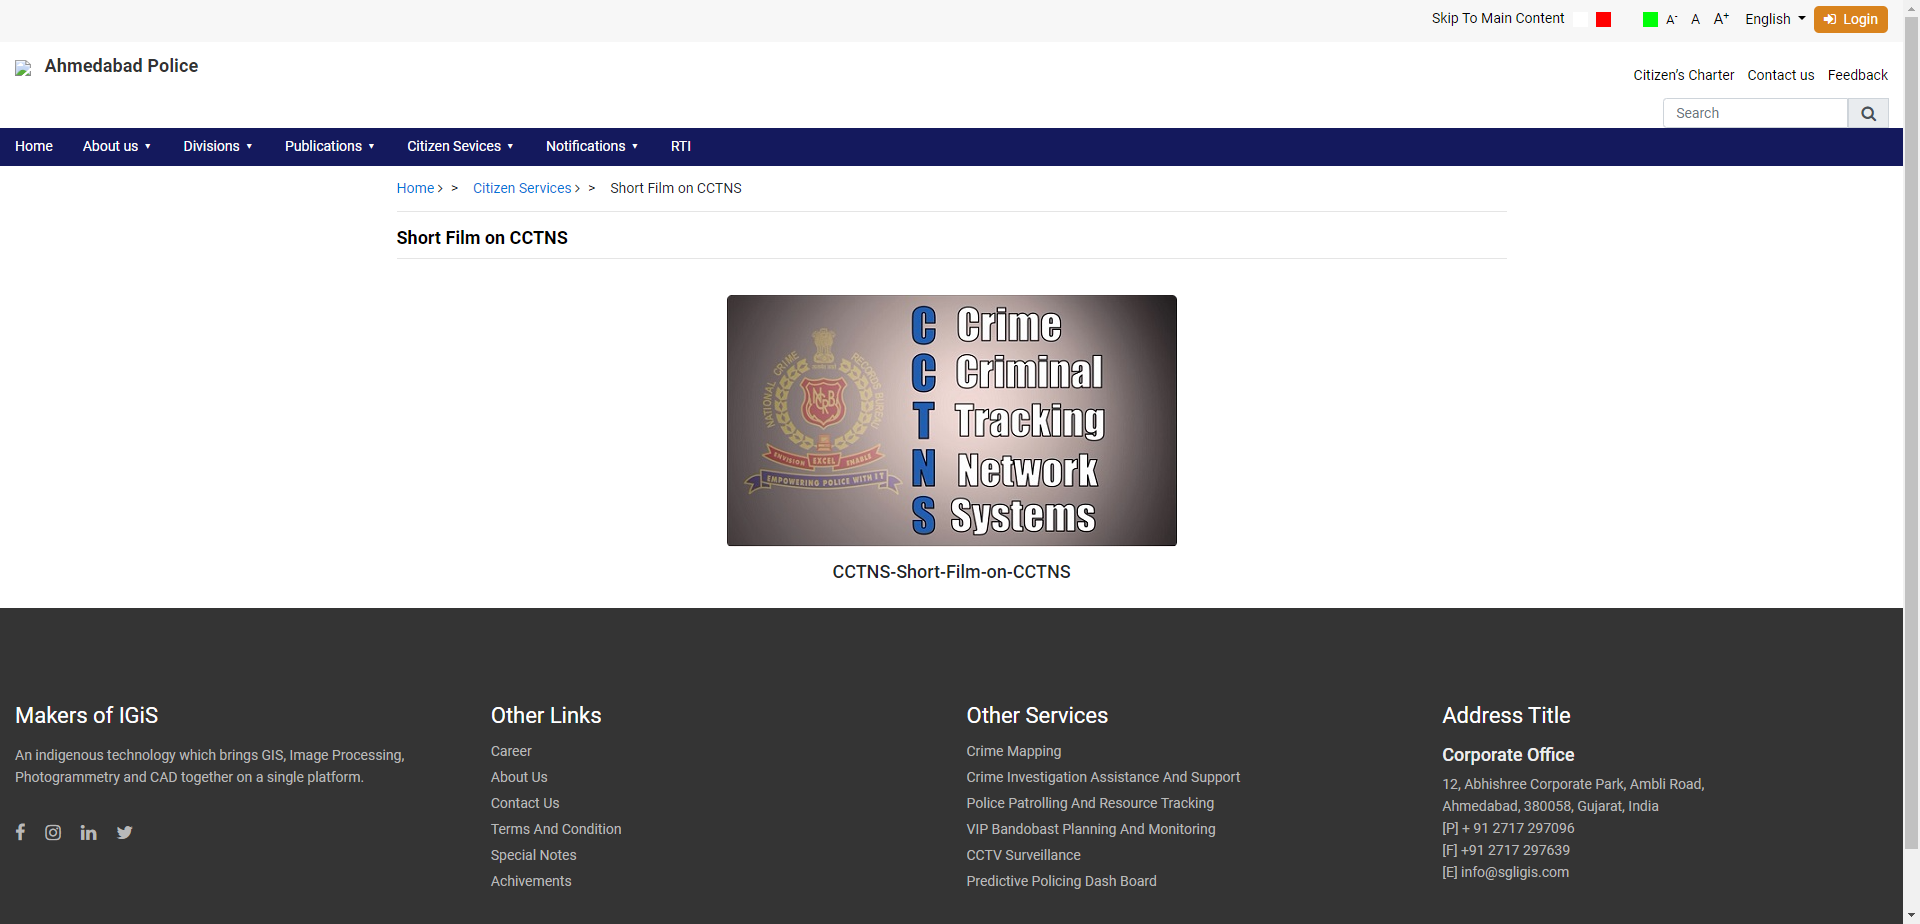 Skip To Main Content A- A A+ English Login
Ahmedabad Police
Citizen's Charter Contact us Feedback
Search
Home About us Divisions Publications Citizen Sevices Notifications RTI
Home > Citizen Services > Short Film on CCTNS
Short Film on CCTNS
C Crime
C Criminal
T Tracking
N Network
S Systems
NATIONAL CRIME RECORDS BUREAU
NCRB
ENVISION EXCEL ENABLE
EMPOWERING POLICE WITH IT
CCTNS-Short-Film-on-CCTNS
Makers of IGiS
An indigenous technology which brings GIS, Image Processing,
Photogrammetry and CAD together on a single platform.
Other Links
Career
About Us
Contact Us
Terms And Condition
Special Notes
Achivements
Other Services
Crime Mapping
Crime Investigation Assistance And Support
Police Patrolling And Resource Tracking
VIP Bandobast Planning And Monitoring
CCTV Surveillance
Predictive Policing Dash Board
Address Title
Corporate Office
12, Abhishree Corporate Park, Ambli Road,
Ahmedabad, 380058, Gujarat, India
[P] + 91 2717 297096
[F] +91 2717 297639
[E] info@sgligis.com